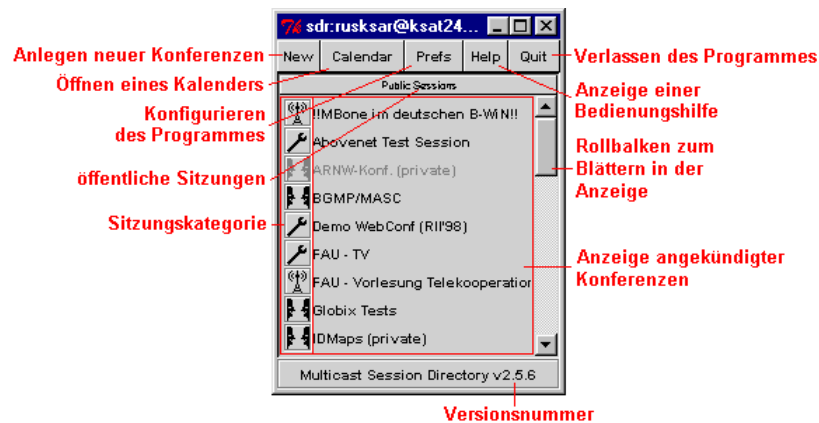 7% sdr:rusksar@ksat24...
Anlegen neuer Konferenzen
New
Calendar
Prefs
Help
Quit
Verlassen des Programmes
Öffnen eines Kalenders
Public Sessions
Anzeige einer
Bedienungshilfe
Konfigurieren
des Programmes
!!MBone im deutschen B-WiN!!
Abovenet Test Session
Rollbalken zum
Blättern in der
Anzeige
öffentliche Sitzungen
ARNW-Konf. (private)
BGMP/MASC
Sitzungskategorie
Demo WebConf (RII'98)
FAU - TV
Anzeige angekündigter
Konferenzen
FAU - Vorlesung Telekooperation
Globix Tests
IDMaps (private)
Multicast Session Directory v2.5.6
Versionsnummer